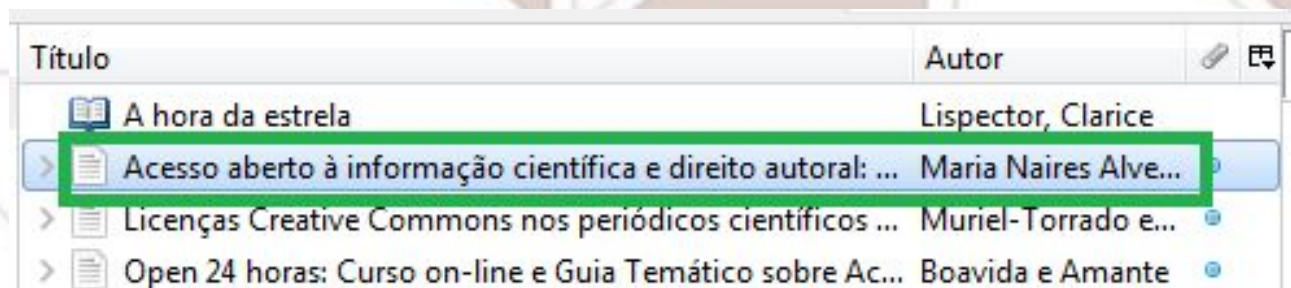 Título Autor
A hora da estrela Lispector, Clarice
Acesso aberto à informação científica e direito autoral: ... Maria Naires Alve...
Licenças Creative Commons nos periódicos científicos ... Muriel-Torrado e...
Open 24 horas: Curso on-line e Guia Temático sobre Ac... Boavida e Amante